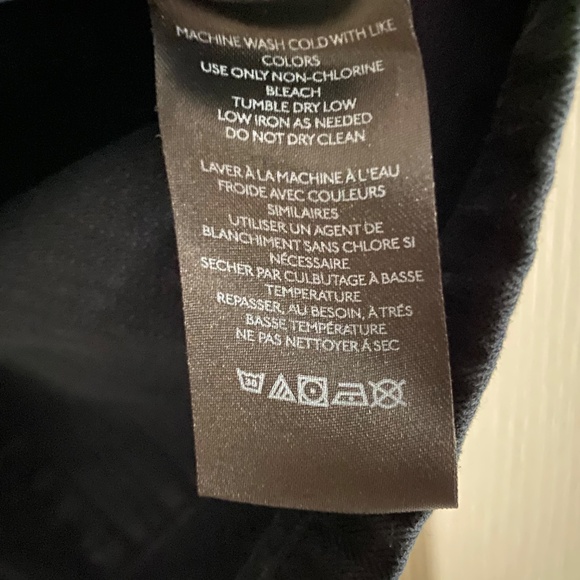 MACHINE WASH COLD WITH LIKE
COLORS
USE ONLY NON-CHLORINE
BLEACH
TUMBLE DRY LOW
LOW IRON AS NEEDED
DO NOT DRY CLEAN
LAVER À LA MACHINE À L'EAU
FROIDE AVEC COULEURS
SIMILAIRES
UTILISER UN AGENT DE
BLANCHIMENT SANS CHLORE SI
NÉCESSAIRE
SECHER PAR CULBUTAGE À BASSE
TEMPERATURE
REPASSER, AU BESOIN, À TRÉS
BASSE TEMPÉRATURE
NE PAS NETTOYER Á SEC
30